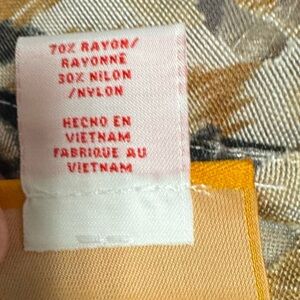 70% RAYON/
RAYONNE
30% NILON
/NYLON
HECHO EN
VIETNAM
FABRIQUE AU
VIETNAM